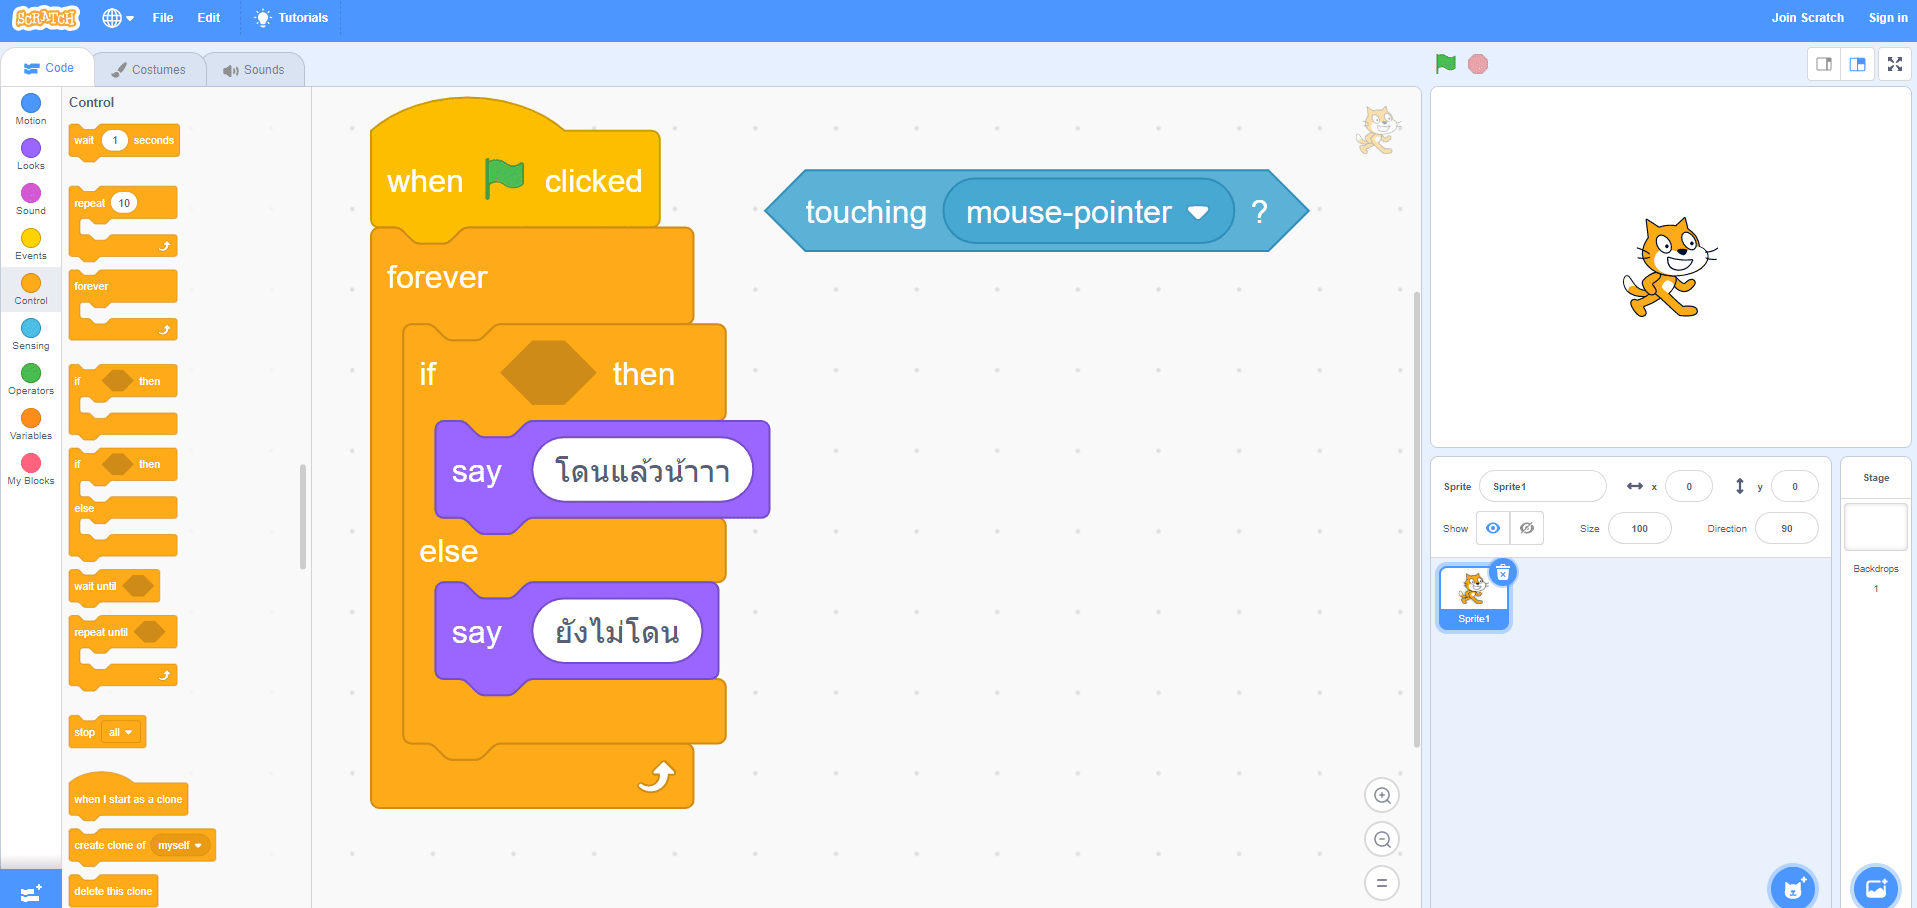 SCRATCH File Edit Tutorials Join Scratch Sign in
Code Costumes Sounds
Motion
Looks
Sound
Events
Control
Sensing
Operators
Variables
My Blocks
Control
wait 1 seconds
repeat 10
forever
if then
if then
else
wait until
repeat until
stop all
when I start as a clone
create clone of myself
delete this clone
when clicked
forever
if then
say โดนแล้วน้าาา
else
say ยังไม่โดน
touching mouse-pointer ?
Sprite Sprite1 x 0 y 0
Show Size 100 Direction 90
Sprite1
Stage
Backdrops
1